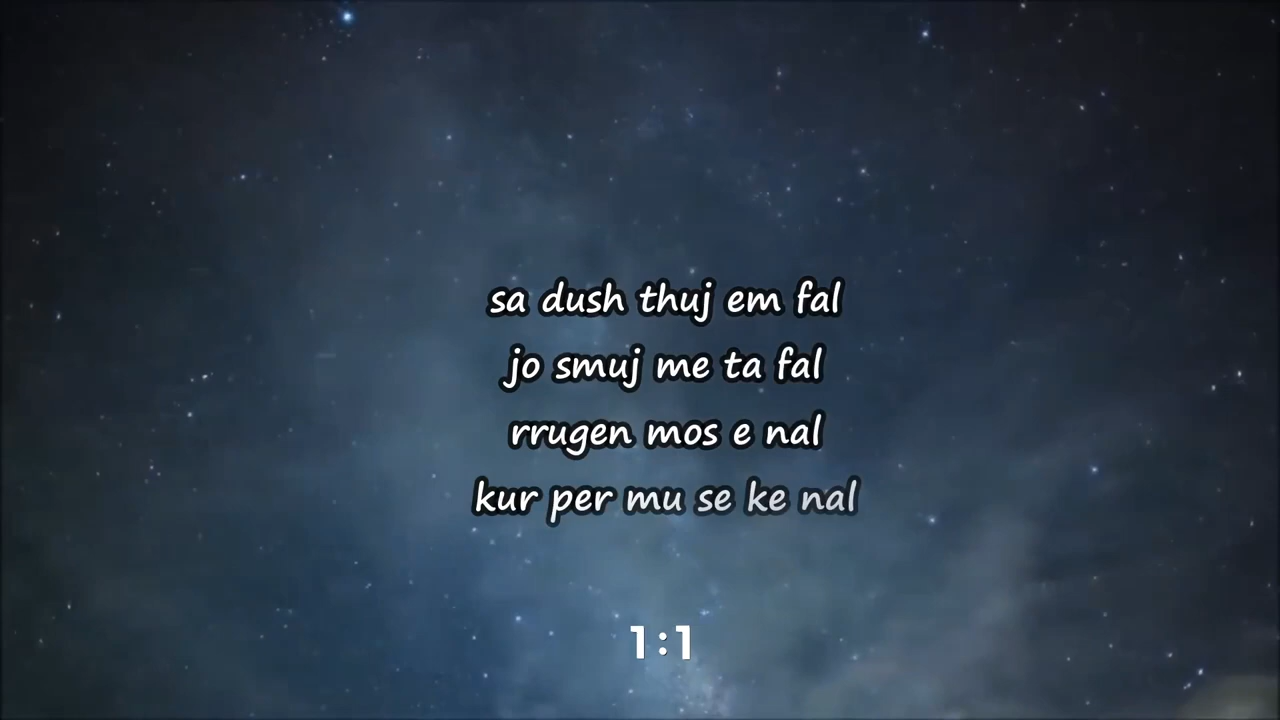 sa dush thuj em fal
jo smuj me ta fal
rrugen mos e nal
kur per mu se ke nal
1:1